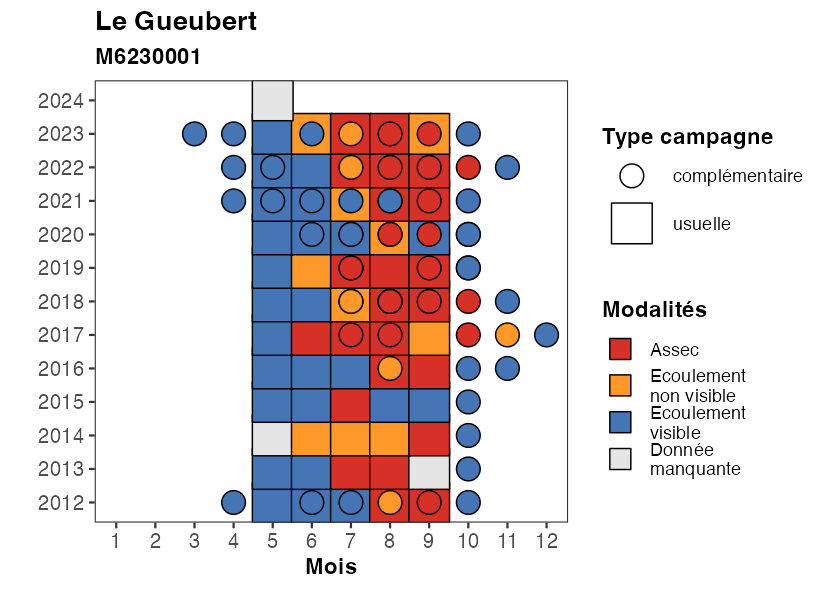 Le Gueubert
M6230001
2024
2023
2022
2021
2020
2019
2018
2017
2016
2015
2014
2013
2012
1 2 3 4 5 6 7 8 9 10 11 12
Mois
Type campagne
complémentaire
usuelle
Modalités
Assec
Ecoulement
non visible
Ecoulement
visible
Donnée
manquante